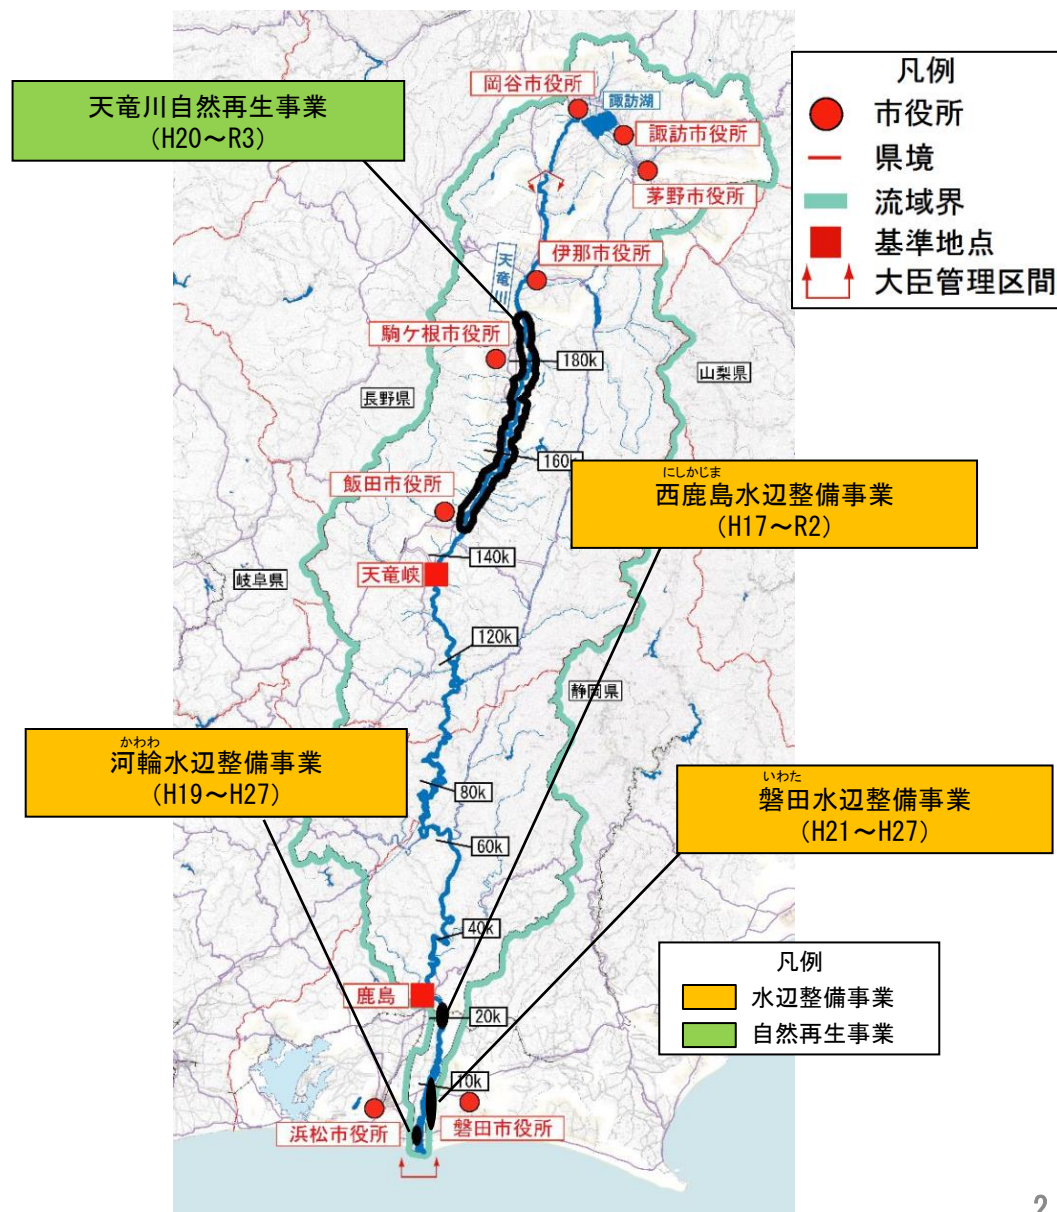 天竜川自然再生事業
(H20～R3)
岡谷市役所
諏訪湖
諏訪市役所
茅野市役所
凡例
市役所
県境
流域界
基準地点
大臣管理区間
伊那市役所
天竜川
駒ケ根市役所
180k
山梨県
長野県
160k
飯田市役所
にしかじま
西鹿島水辺整備事業
(H17～R2)
140k
天竜峡
岐阜県
120k
静岡県
かわわ
河輪水辺整備事業
(H19～H27)
80k
いわた
磐田水辺整備事業
(H21～H27)
60k
40k
凡例
水辺整備事業
自然再生事業
鹿島
20k
10k
浜松市役所
磐田市役所
2